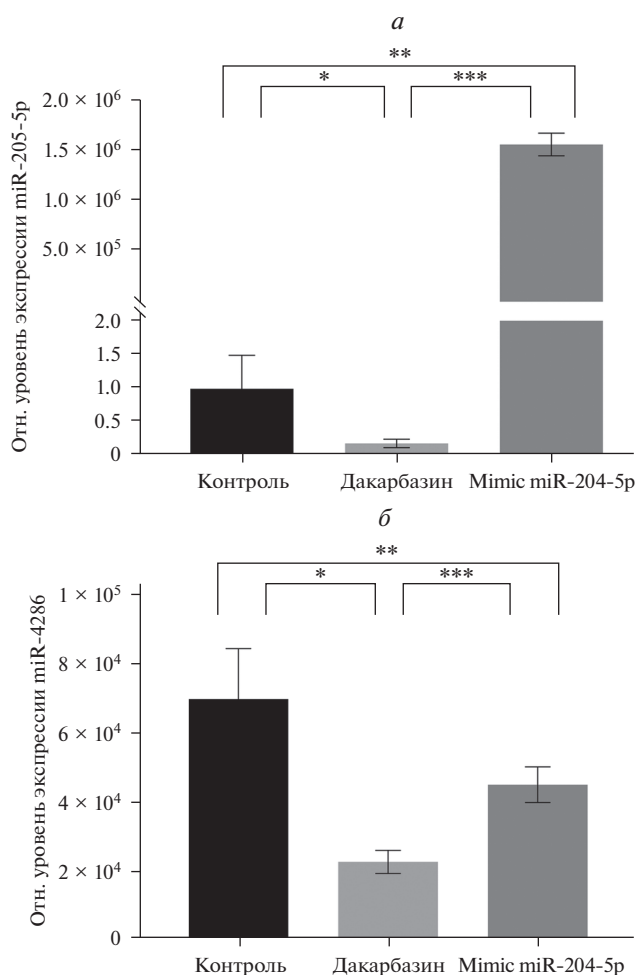 а
**
*
***
Отн. уровень экспрессии miR-205-5p
2.0 × 10⁶
1.5 × 10⁶
1.0 × 10⁶
5.0 × 10⁵
2.0
1.5
1.0
0.5
0
Контроль
Дакарбазин
Mimic miR-204-5p
б
**
*
***
Отн. уровень экспрессии miR-4286
1 × 10⁵
8 × 10⁴
6 × 10⁴
4 × 10⁴
2 × 10⁴
0
Контроль
Дакарбазин
Mimic miR-204-5p